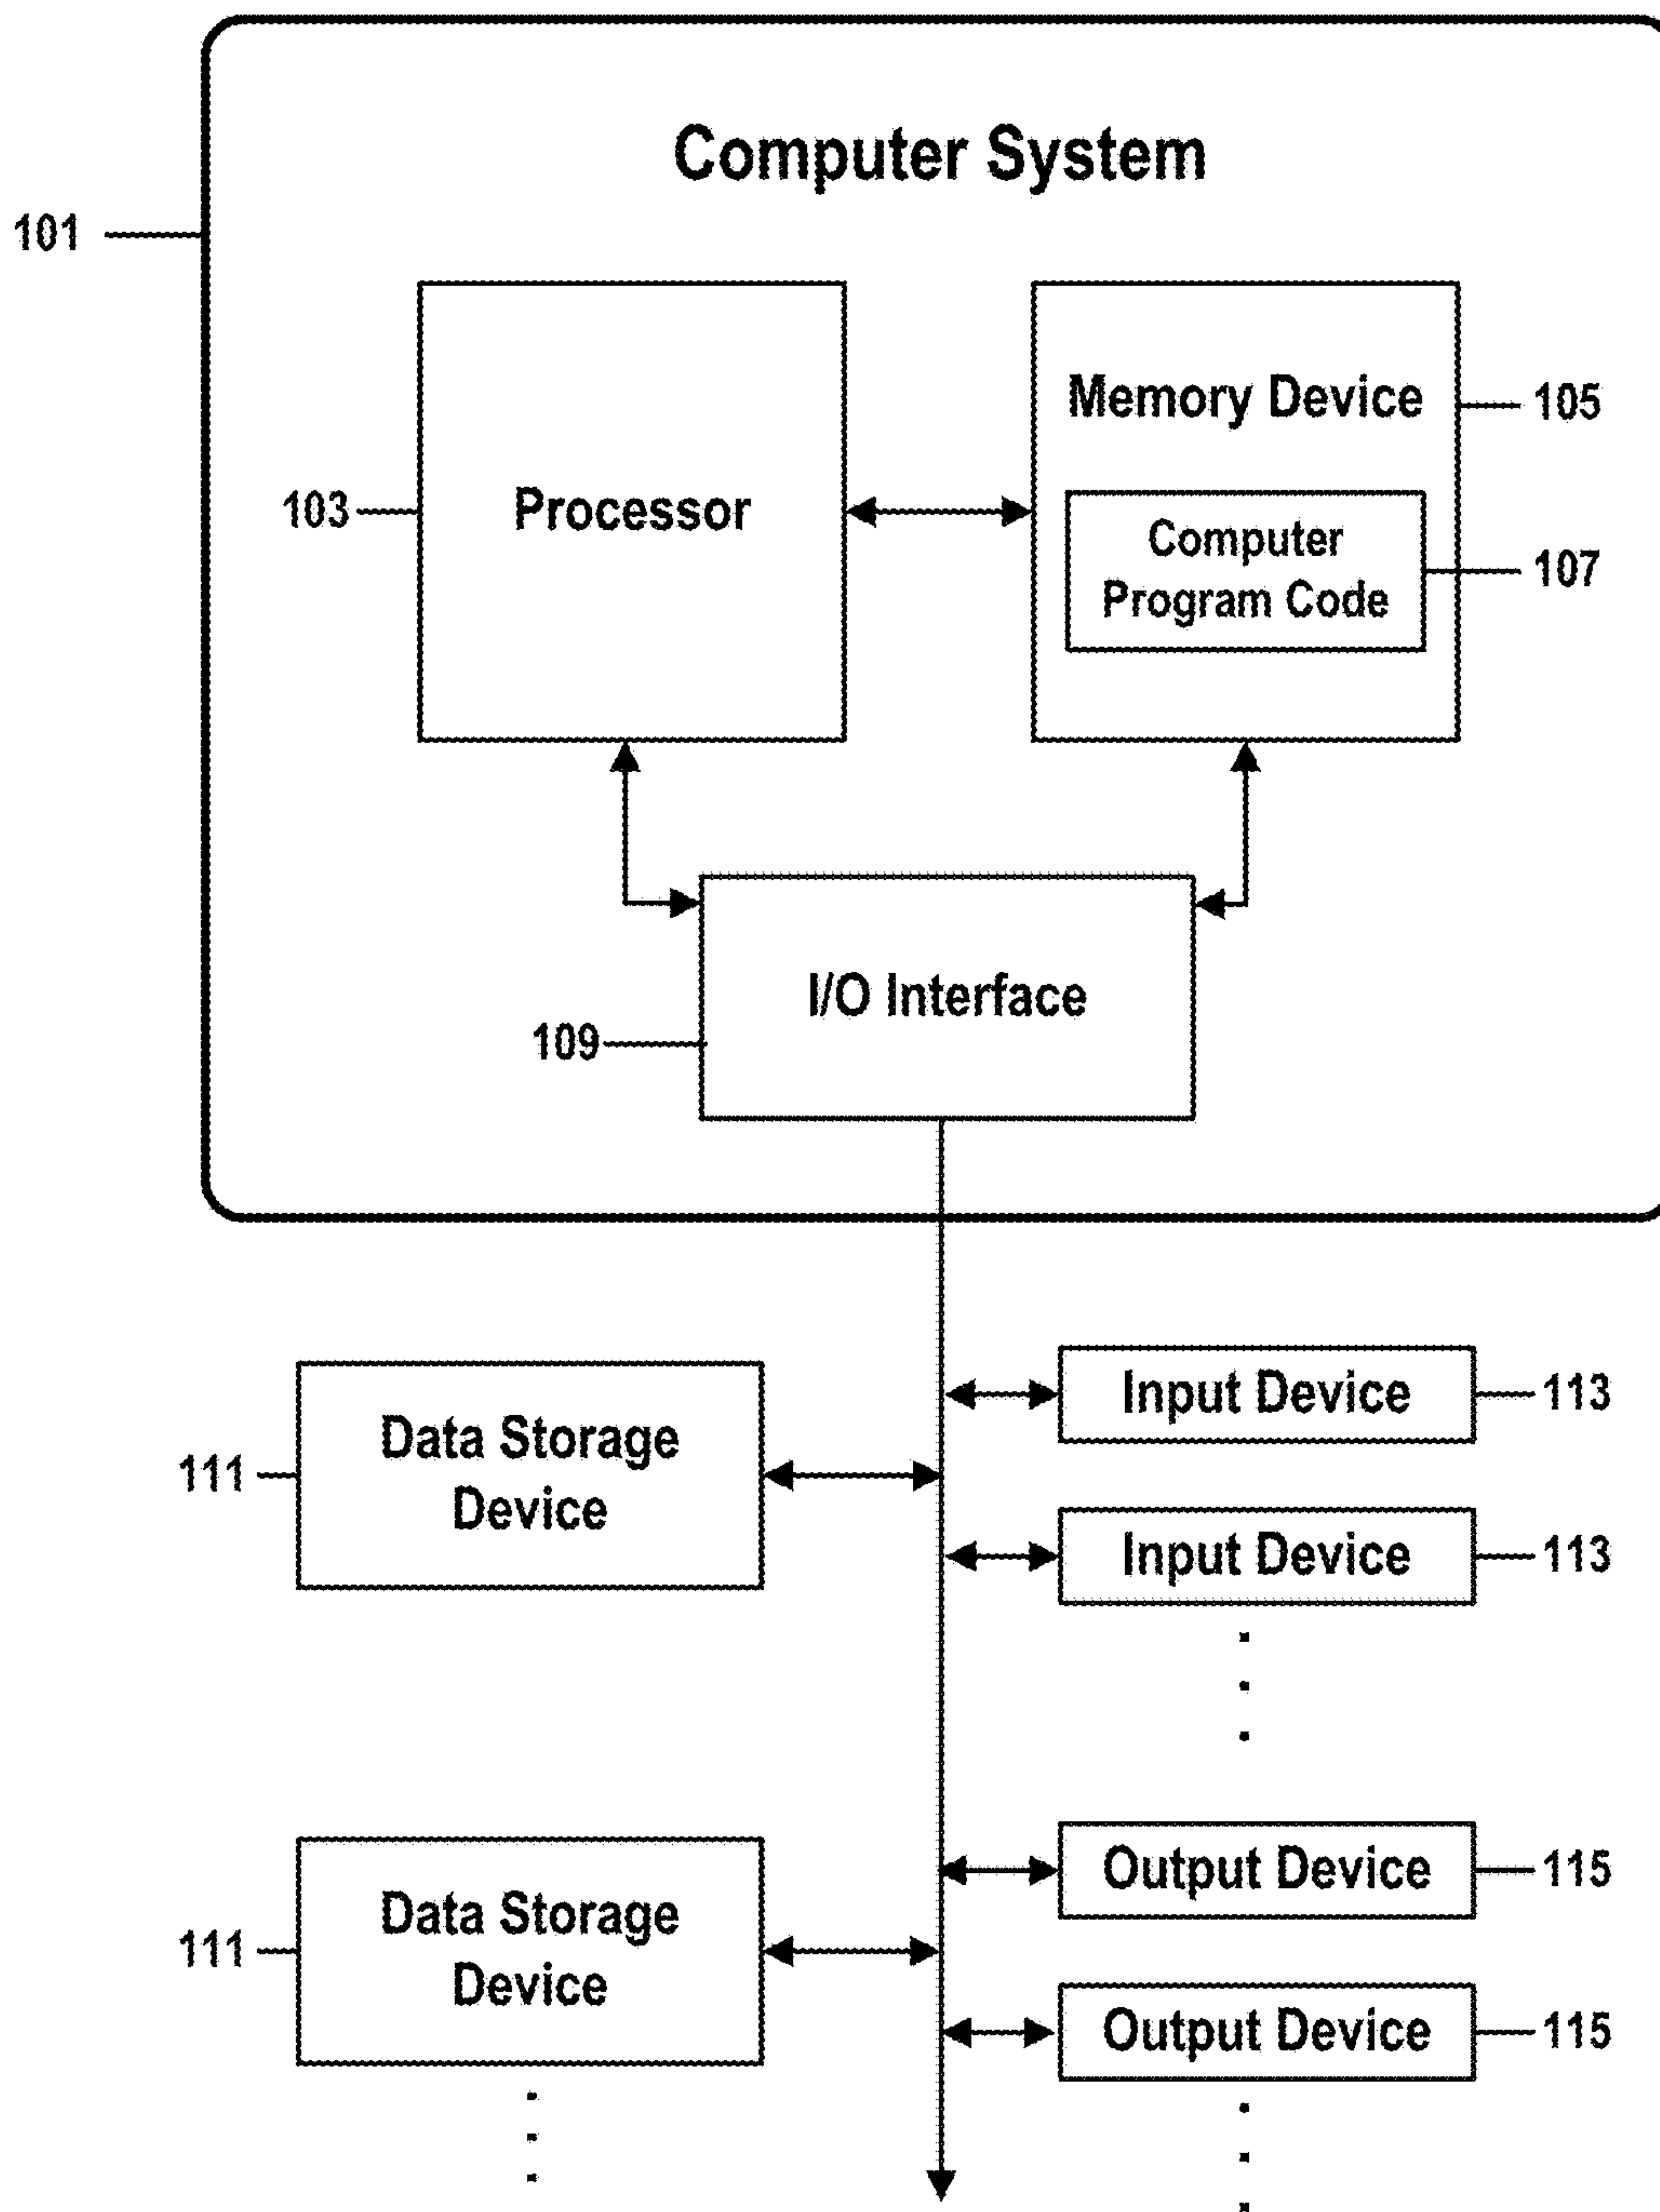 Computer System
101
Processor
103
Memory Device
105
Computer
Program Code
107
I/O Interface
109
Input Device
113
Data Storage
Device
111
Input Device
113
Output Device
115
Data Storage
Device
111
Output Device
115